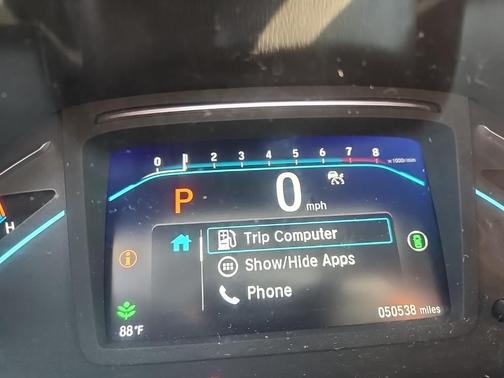 0 1 2 3 4 5 6 7 8 x1000r/min
P 0 mph
Trip Computer
Show/Hide Apps
Phone
H
88°F
050538 miles